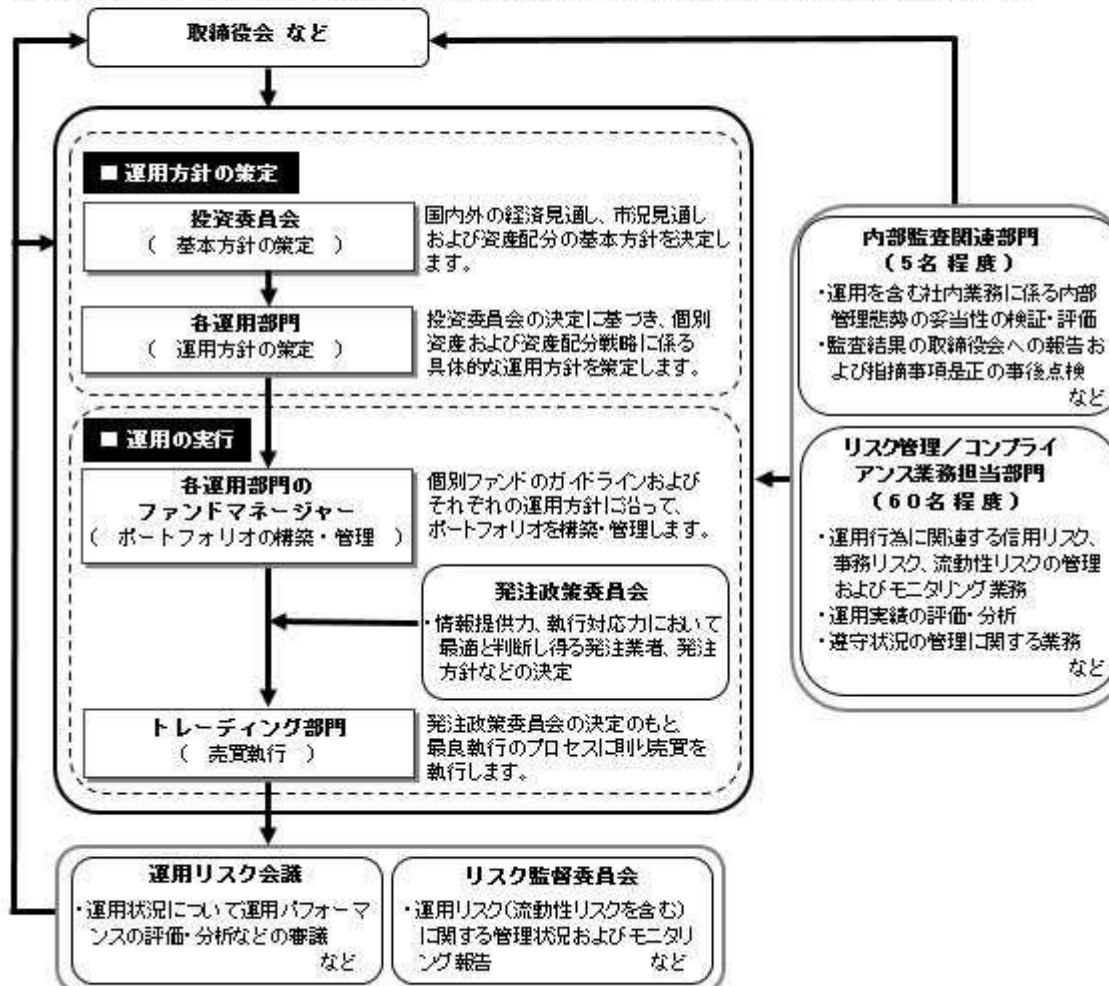 取締役会 など
■ 運用方針の策定
投資委員会
（ 基本方針の策定 ）
国内外の経済見通し、市況見通し
および資産配分の基本方針を決定し
ます。
各運用部門
（ 運用方針の策定 ）
投資委員会の決定に基づき、個別
資産および資産配分戦略に係る
具体的な運用方針を策定します。
■ 運用の実行
各運用部門の
ファンドマネージャー
（ ポートフォリオの構築・管理 ）
個別ファンドのガイドラインおよび
それぞれの運用方針に沿って、
ポートフォリオを構築・管理します。
発注政策委員会
・情報提供力、執行対応力において
最適と判断し得る発注業者、発注
方針などの決定
トレーディング部門
（ 売買執行 ）
発注政策委員会の決定のもと、
最良執行のプロセスに則り売買を
執行します。
運用リスク会議
・運用状況について運用パフォーマ
ンスの評価・分析などの審議
など
リスク監督委員会
・運用リスク（流動性リスクを含む）
に関する管理状況およびモニタリ
ング報告 など
内部監査関連部門
（5名程度）
・運用を含む社内業務に係る内部
管理態勢の妥当性の検証・評価
・監査結果の取締役会への報告お
よび指摘事項是正の事後点検
など
リスク管理／コンプライ
アンス業務担当部門
（60名程度）
・運用行為に関連する信用リスク、
事務リスク、流動性リスクの管理
およびモニタリング業務
・運用実績の評価・分析
・遵守状況の管理に関する業務
など